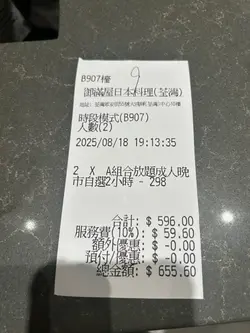 B907檯
9
御滿屋日本料理(荃灣)
時段模式(B907)
人數(2)
2025/08/18 19:13:35
2 X A組合放題成人晚
市自選2小時 - 298
合計: $ 596.00
服務費(10%): $ 59.60
額外優惠: $ -0.00
預付/優惠: $ -0.00
總金額: $ 655.60